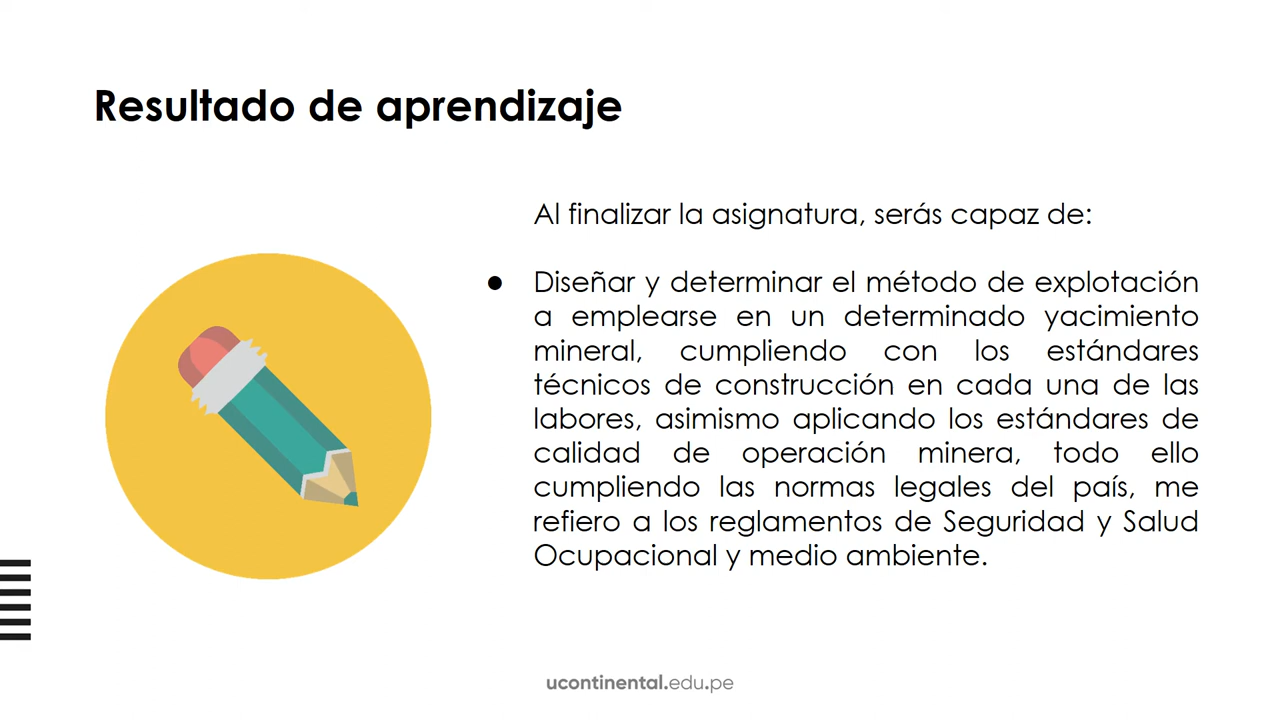 Resultado de aprendizaje
Al finalizar la asignatura, serás capaz de:
● Diseñar y determinar el método de explotación
a emplearse en un determinado yacimiento
mineral, cumpliendo con los estándares
técnicos de construcción en cada una de las
labores, asimismo aplicando los estándares de
calidad de operación minera, todo ello
cumpliendo las normas legales del país, me
refiero a los reglamentos de Seguridad y Salud
Ocupacional y medio ambiente.
ucontinental.edu.pe